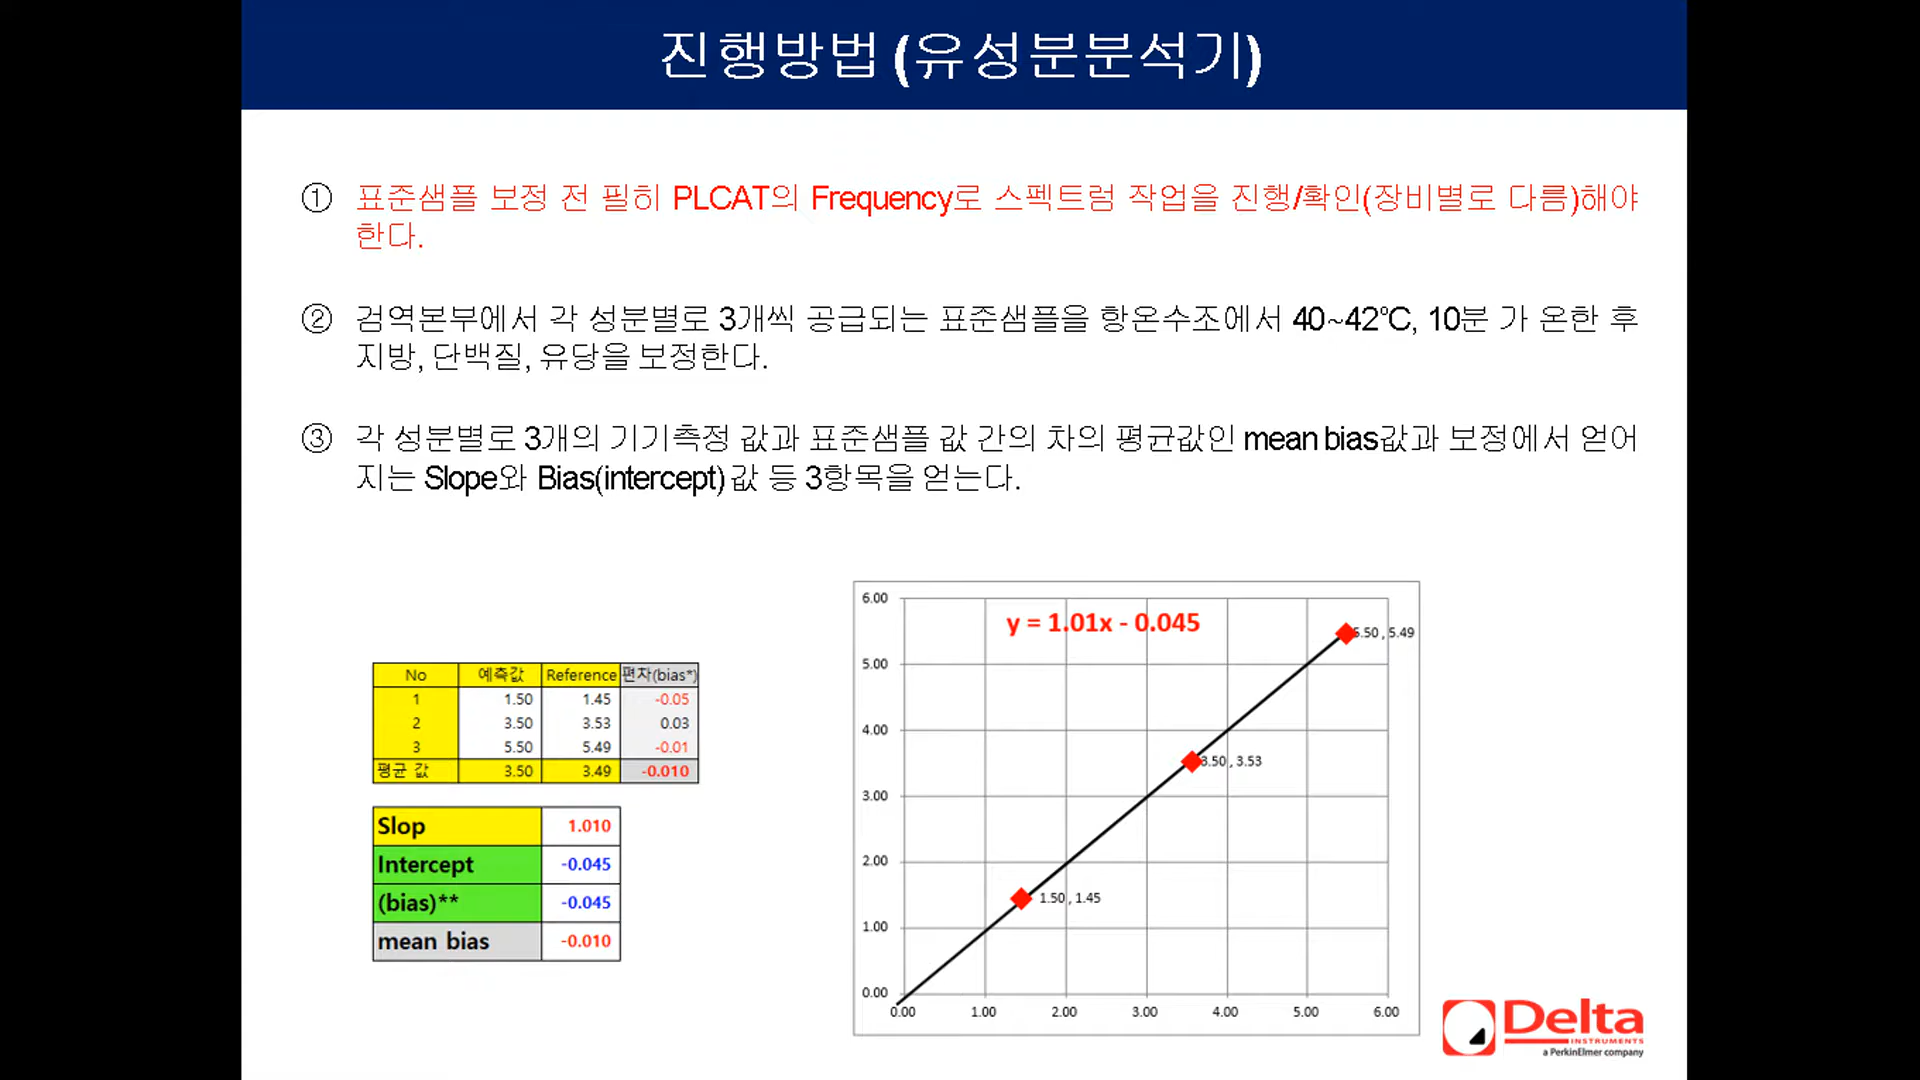 진행방법 (유성분분석기)
① 표준샘플 보정 전 필히 PLCAT의 Frequency로 스펙트럼 작업을 진행/확인(장비별로 다름)해야
한다.
② 검역본부에서 각 성분별로 3개씩 공급되는 표준샘플을 항온수조에서 40~42℃, 10분 가 온한 후
지방, 단백질, 유당을 보정한다.
③ 각 성분별로 3개의 기기측정 값과 표준샘플 값 간의 차의 평균값인 mean bias값과 보정에서 얻어
지는 Slope와 Bias(intercept)값 등 3항목을 얻는다.
No 예측값 Reference 편차(bias*)
1 1.50 1.45 -0.05
2 3.50 3.53 0.03
3 5.50 5.49 -0.01
평균 값 3.50 3.49 -0.010
Slop 1.010
Intercept -0.045
(bias)** -0.045
mean bias -0.010
y = 1.01x - 0.045
6.00
5.00
4.00
3.00
2.00
1.00
0.00
5.50 , 5.49
3.50 , 3.53
1.50 , 1.45
0.00 1.00 2.00 3.00 4.00 5.00 6.00
Delta
INSTRUMENTS
a PerkinElmer company